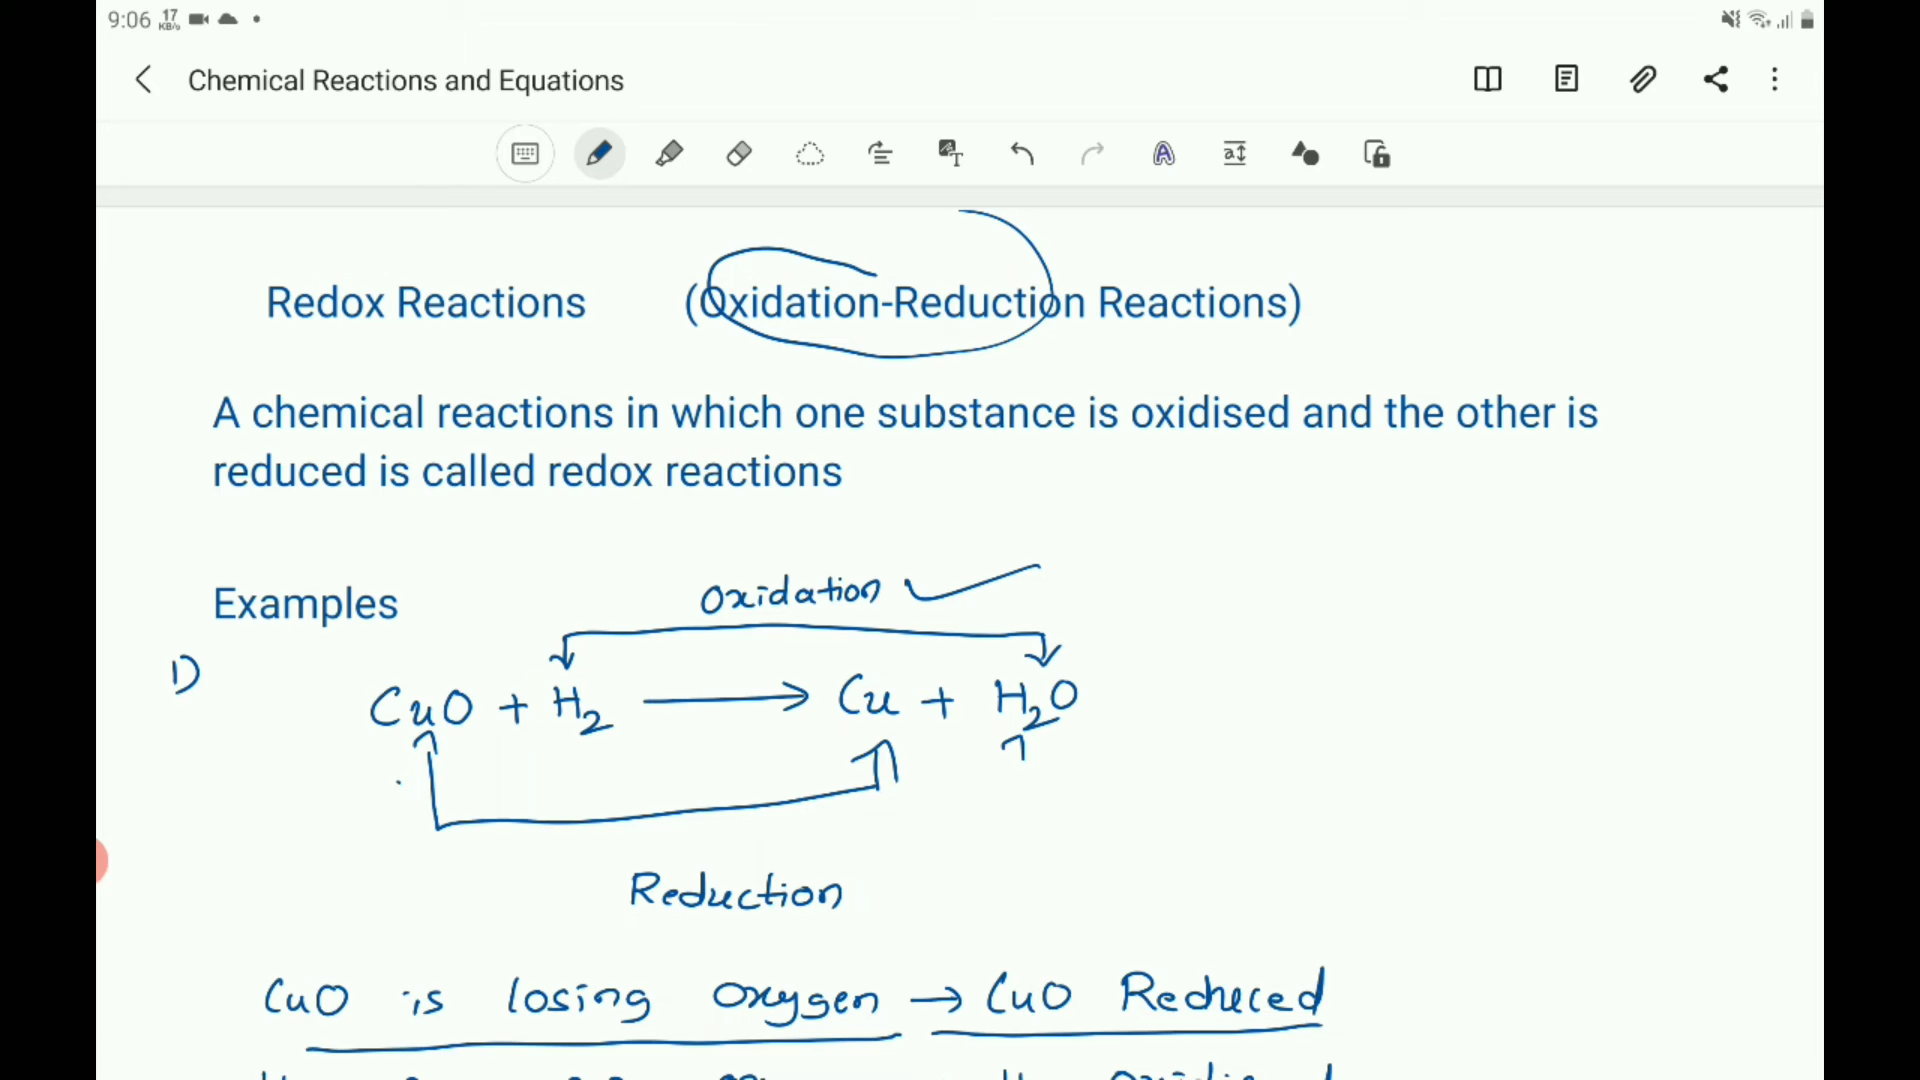 9:06 17 KB/s
Chemical Reactions and Equations
Redox Reactions (Oxidation-Reduction Reactions)
A chemical reactions in which one substance is oxidised and the other is
reduced is called redox reactions
Oxidation
Examples
1)
CuO + H2 → Cu + H2O
Reduction
CuO is losing oxygen → CuO Reduced